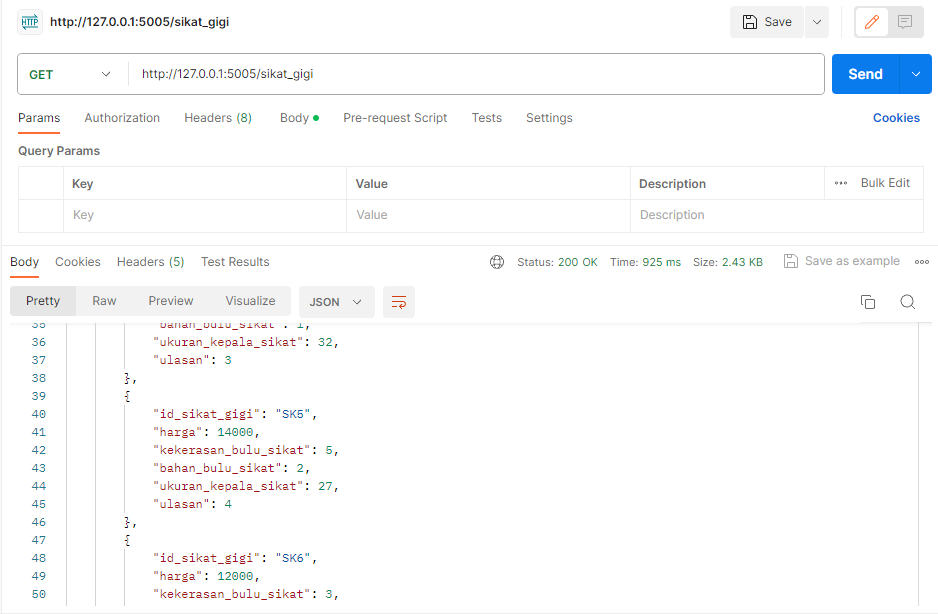 HTTP http://127.0.0.1:5005/sikat_gigi Save
GET http://127.0.0.1:5005/sikat_gigi Send
Params Authorization Headers (8) Body Pre-request Script Tests Settings Cookies
Query Params
Key Value Description Bulk Edit
Key Value Description
Body Cookies Headers (5) Test Results Status: 200 OK Time: 925 ms Size: 2.43 KB Save as example
Pretty Raw Preview Visualize JSON
35 "bahan_bulu_sikat": 1,
36 "ukuran_kepala_sikat": 32,
37 "ulasan": 3
38 },
39 {
40 "id_sikat_gigi": "SK5",
41 "harga": 14000,
42 "kekerasan_bulu_sikat": 5,
43 "bahan_bulu_sikat": 2,
44 "ukuran_kepala_sikat": 27,
45 "ulasan": 4
46 },
47 {
48 "id_sikat_gigi": "SK6",
49 "harga": 12000,
50 "kekerasan_bulu_sikat": 3,